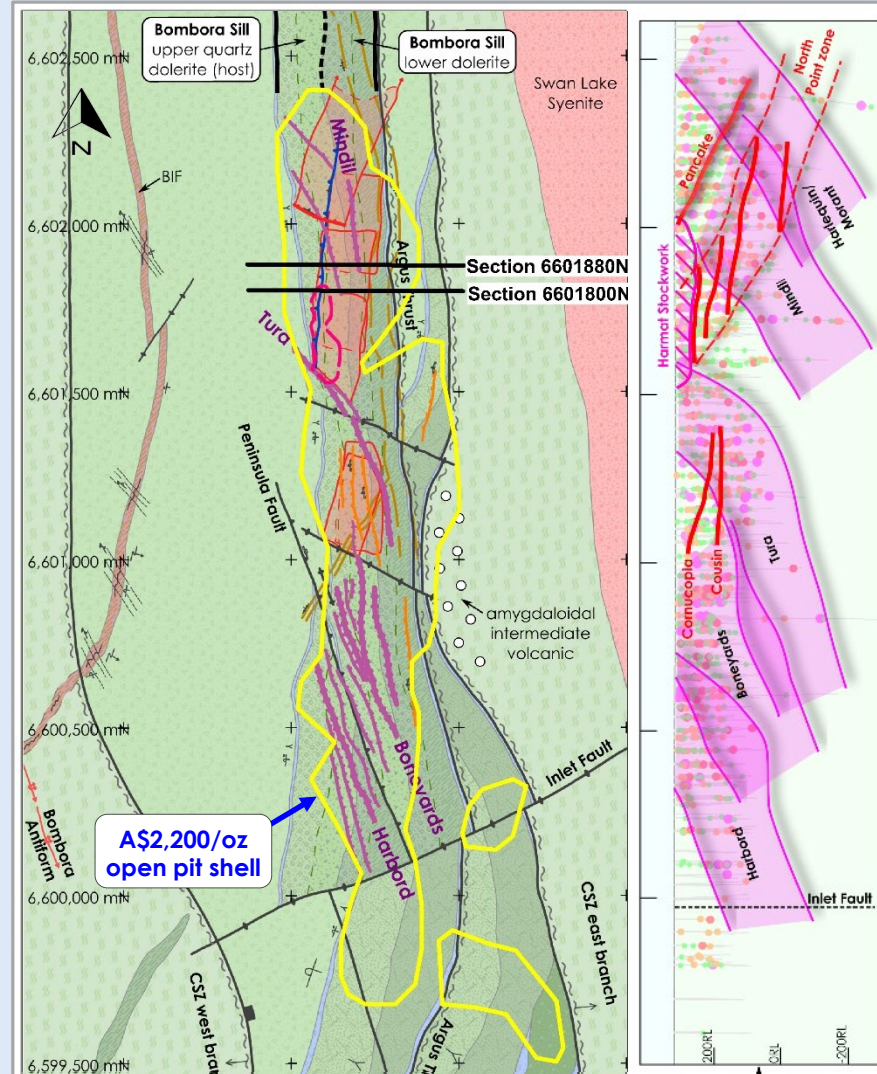 Bombora Sill
upper quartz
dolerite (host)
Bombora Sill
lower dolerite
Swan Lake
Syenite
6,602,500 mN
N
BIF
Mindil
6,602,000 mN
Argus Thrust
Section 6601880N
Section 6601800N
Tura
6,601,500 mN
Peninsula Fault
6,601,000 mN
amygdaloidal
intermediate
volcanic
6,600,500 mN
Boneyards
Inlet Fault
Bombora
Antiform
A$2,200/oz
open pit shell
Harbord
6,600,000 mN
CSZ west bran
CSZ east branch
Argus T
6,599,500 mN
North
Point zone
Pancake
Harlequin/
Morant
Mindil
Harmat Stockwork
Cornucopia
Cousin
Tura
Boneyards
Harbord
Inlet Fault
200RL
0RL
-200RL